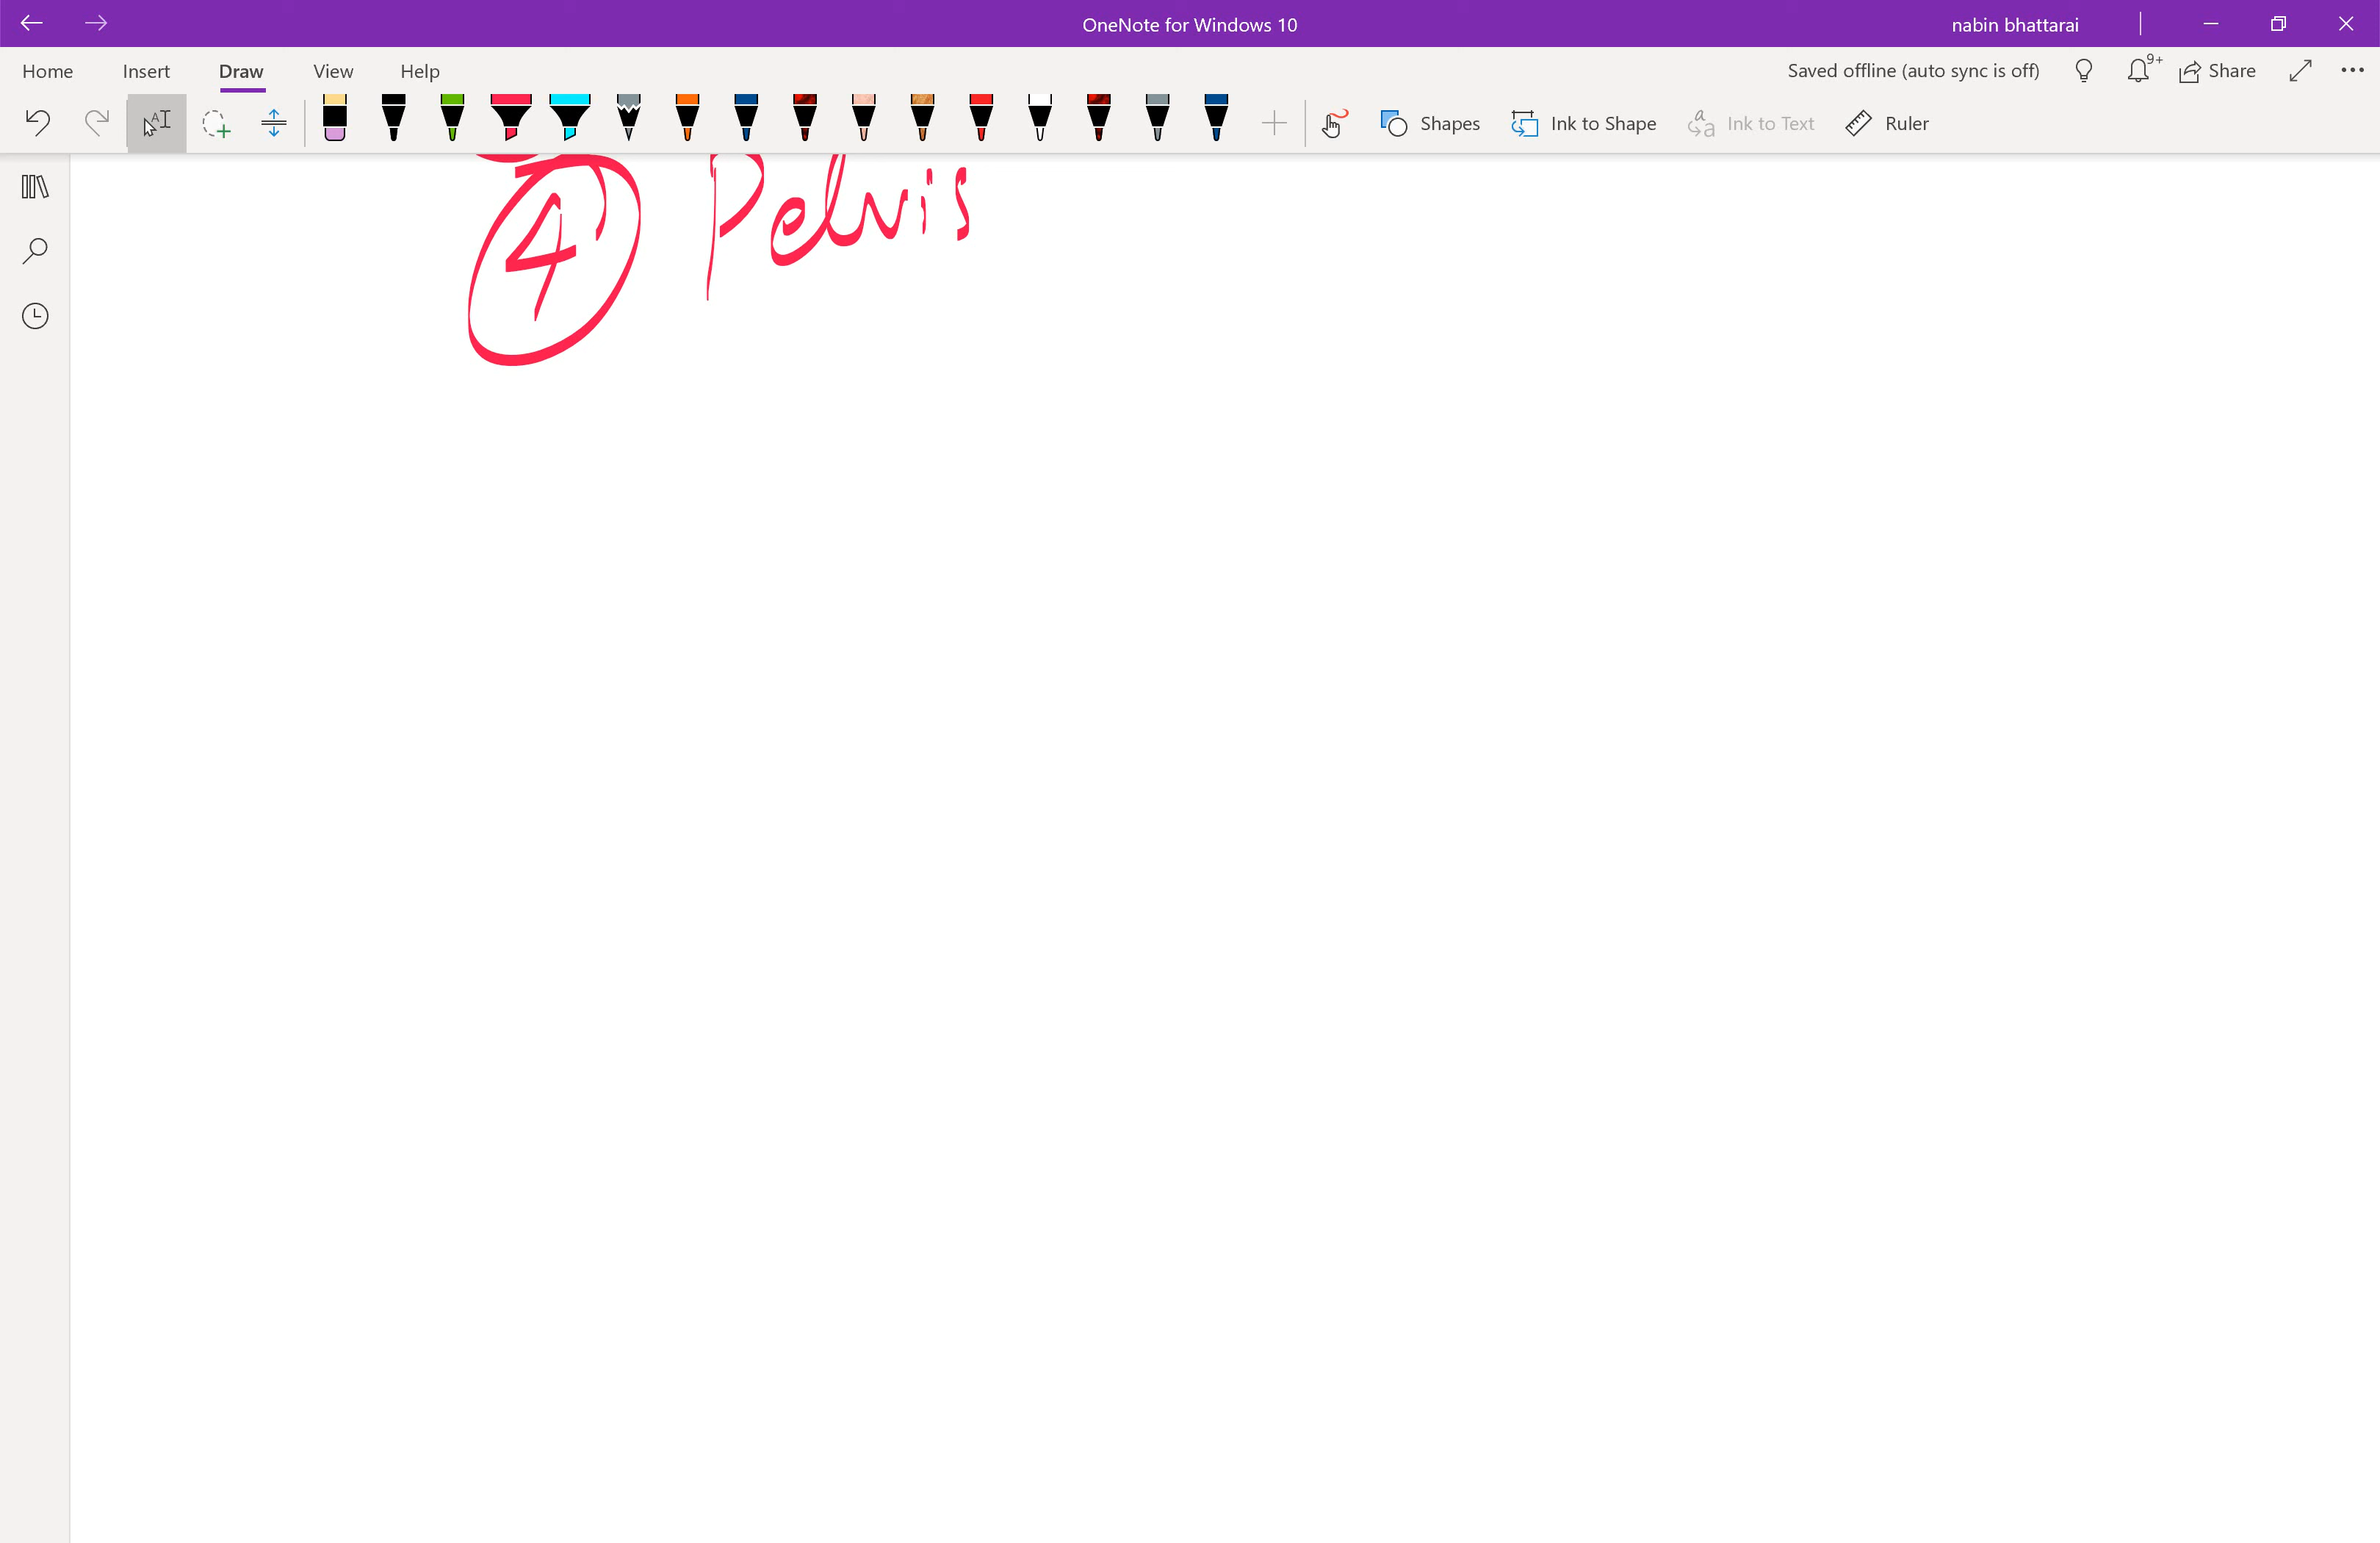 OneNote for Windows 10
nabin bhattarai
Home Insert Draw View Help
Saved offline (auto sync is off) 9+ Share
Shapes Ink to Shape Ink to Text Ruler
4 Pelvis